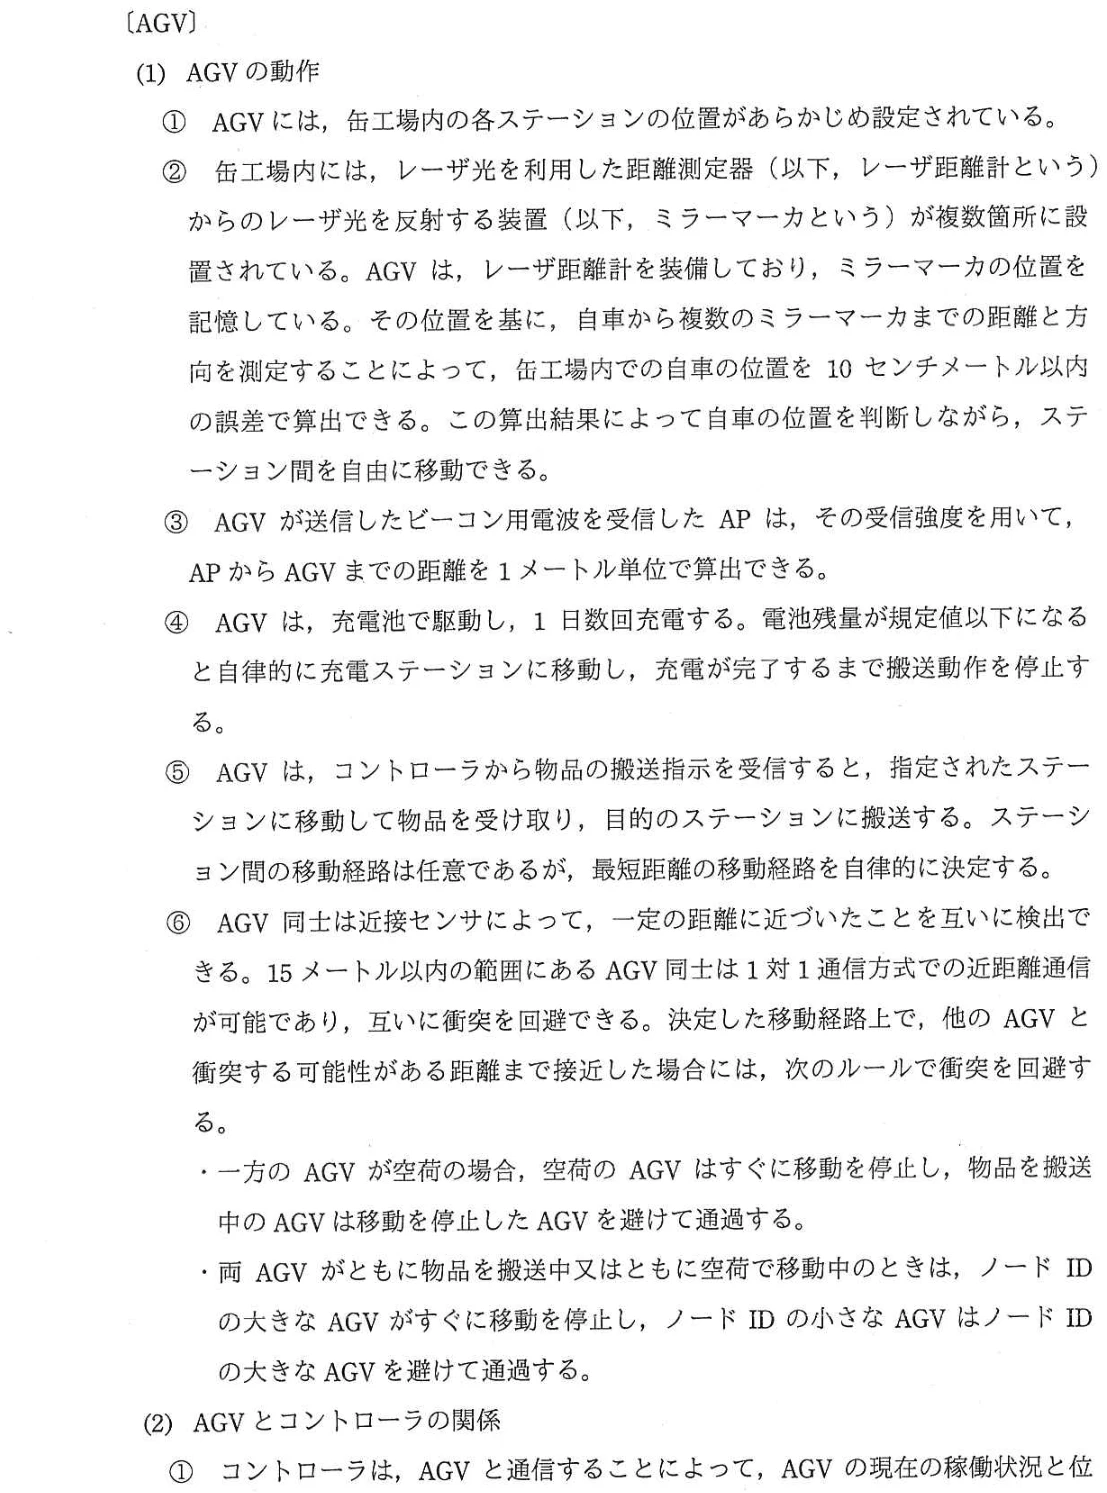 〔AGV〕
(1) AGV の動作
① AGV には，缶工場内の各ステーションの位置があらかじめ設定されている。
② 缶工場内には，レーザ光を利用した距離測定器（以下，レーザ距離計という）
からのレーザ光を反射する装置（以下，ミラーマーカという）が複数箇所に設
置されている。AGV は，レーザ距離計を装備しており，ミラーマーカの位置を
記憶している。その位置を基に，自車から複数のミラーマーカまでの距離と方
向を測定することによって，缶工場内での自車の位置を 10 センチメートル以内
の誤差で算出できる。この算出結果によって自車の位置を判断しながら，ステ
ーション間を自由に移動できる。
③ AGV が送信したビーコン用電波を受信した AP は，その受信強度を用いて，
AP から AGV までの距離を 1 メートル単位で算出できる。
④ AGV は，充電池で駆動し，1 日数回充電する。電池残量が規定値以下になる
と自律的に充電ステーションに移動し，充電が完了するまで搬送動作を停止す
る。
⑤ AGV は，コントローラから物品の搬送指示を受信すると，指定されたステー
ションに移動して物品を受け取り，目的のステーションに搬送する。ステーシ
ョン間の移動経路は任意であるが，最短距離の移動経路を自律的に決定する。
⑥ AGV 同士は近接センサによって，一定の距離に近づいたことを互いに検出で
きる。15 メートル以内の範囲にある AGV 同士は 1 対 1 通信方式での近距離通信
が可能であり，互いに衝突を回避できる。決定した移動経路上で，他の AGV と
衝突する可能性がある距離まで接近した場合には，次のルールで衝突を回避す
る。
・一方の AGV が空荷の場合，空荷の AGV はすぐに移動を停止し，物品を搬送
中の AGV は移動を停止した AGV を避けて通過する。
・両 AGV がともに物品を搬送中又はともに空荷で移動中のときは，ノード ID
の大きな AGV がすぐに移動を停止し，ノード ID の小さな AGV はノード ID
の大きな AGV を避けて通過する。
(2) AGV とコントローラの関係
① コントローラは，AGV と通信することによって，AGV の現在の稼働状況と位